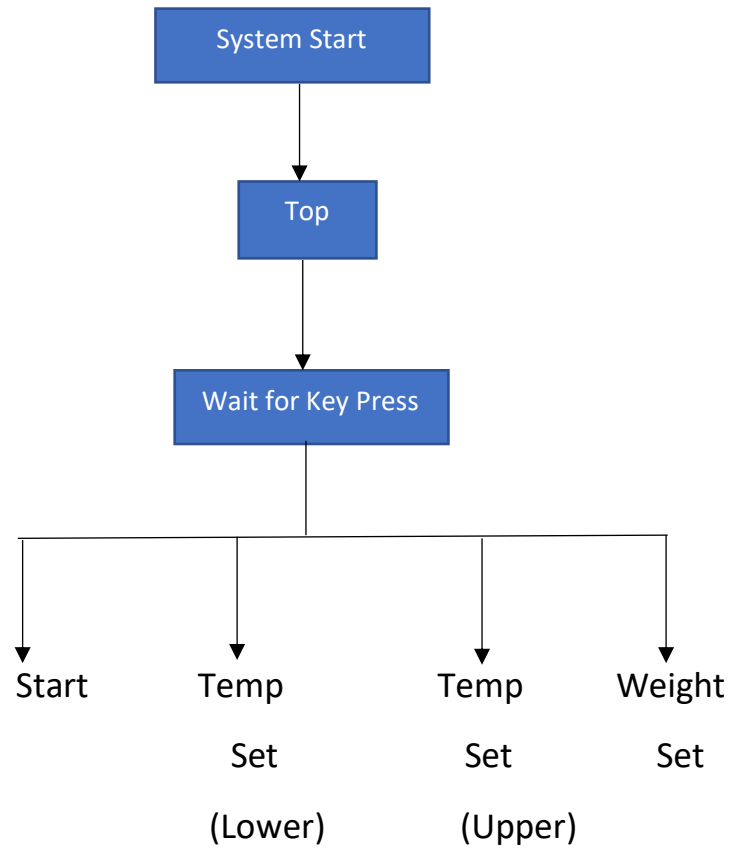 System Start
Top
Wait for Key Press
Start
Temp
Set
(Lower)
Temp
Set
(Upper)
Weight
Set